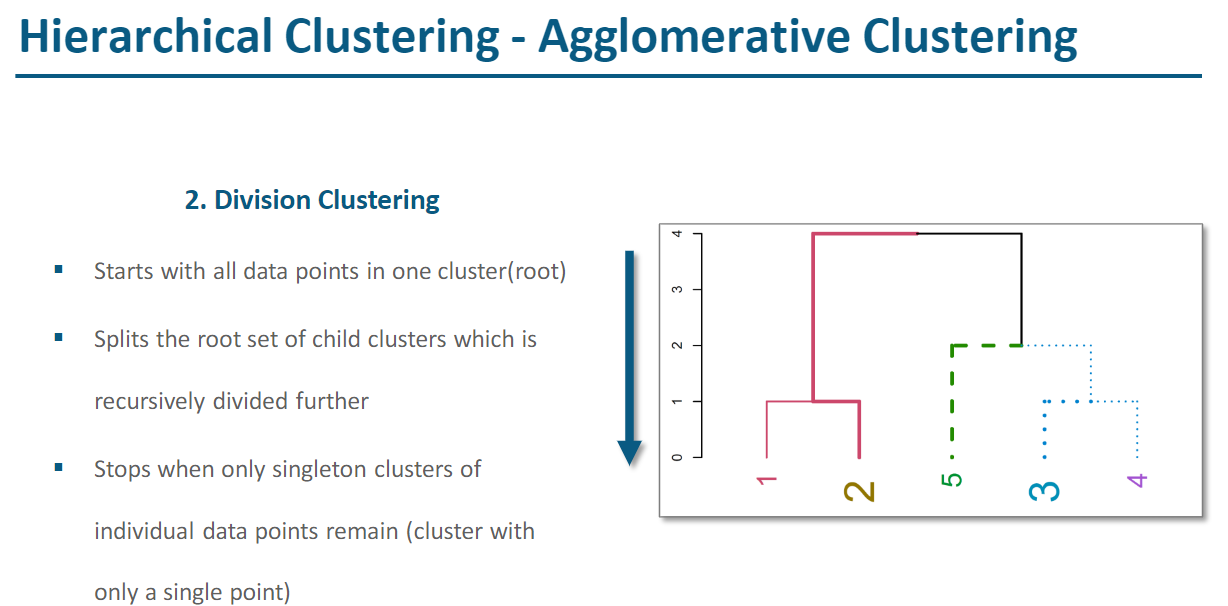 Hierarchical Clustering - Agglomerative Clustering
2. Division Clustering
▪ Starts with all data points in one cluster(root)
▪ Splits the root set of child clusters which is
recursively divided further
▪ Stops when only singleton clusters of
individual data points remain (cluster with
only a single point)
4
3
2
1
0
1 2 5 3 4